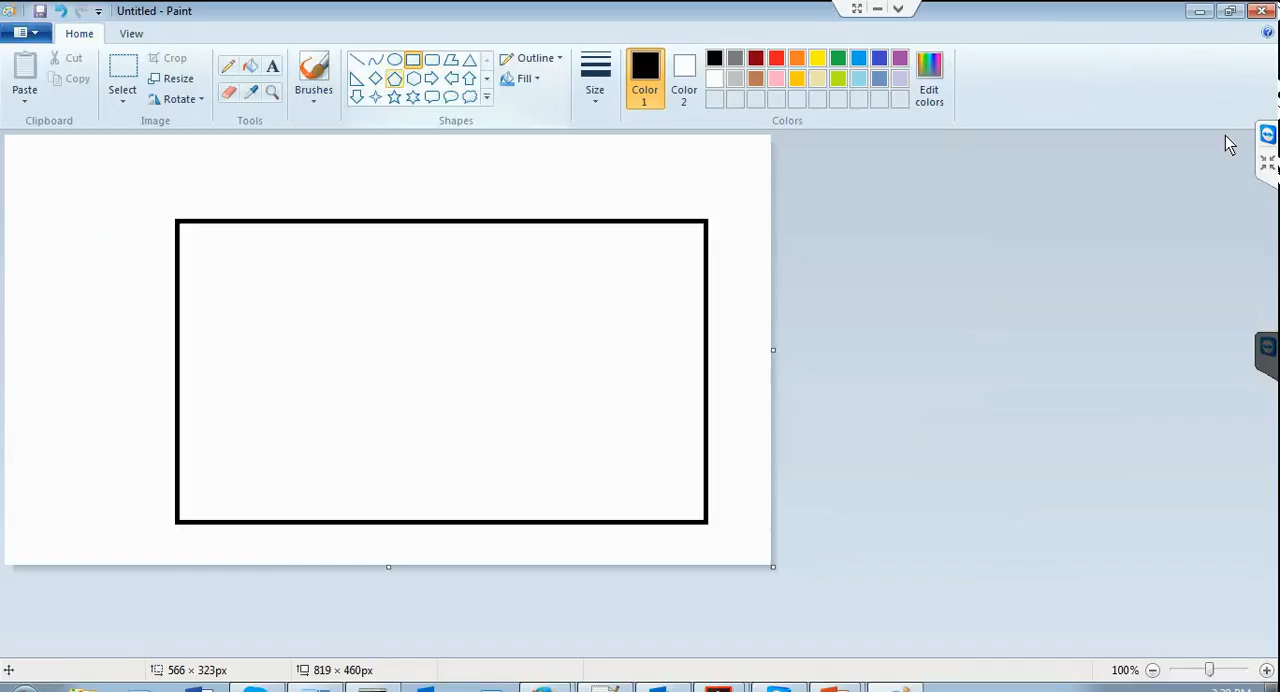 Untitled - Paint
Home
View
Paste
Cut
Copy
Clipboard
Select
Crop
Resize
Rotate
Image
A
Tools
Brushes
Outline
Fill
Shapes
Size
Color
1
Color
2
Edit
colors
Colors
566 × 323px
819 × 460px
100%